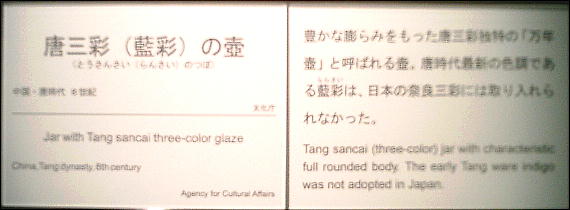 唐三彩（藍彩）の壺
（とうさんさい（らんさい）のつぼ）
中国・唐時代 8世紀
文化庁
Jar with Tang sancai three-color glaze
China, Tang dynasty, 8th century
Agency for Cultural Affairs
豊かな膨らみをもった唐三彩独特の「万年
壺」と呼ばれる壺。唐時代最新の色調であ
らんさい
る藍彩は、日本の奈良三彩には取り入れら
れなかった。
Tang sancai (three-color) jar with characteristic
full rounded body. The early Tang ware indigo
was not adopted in Japan.